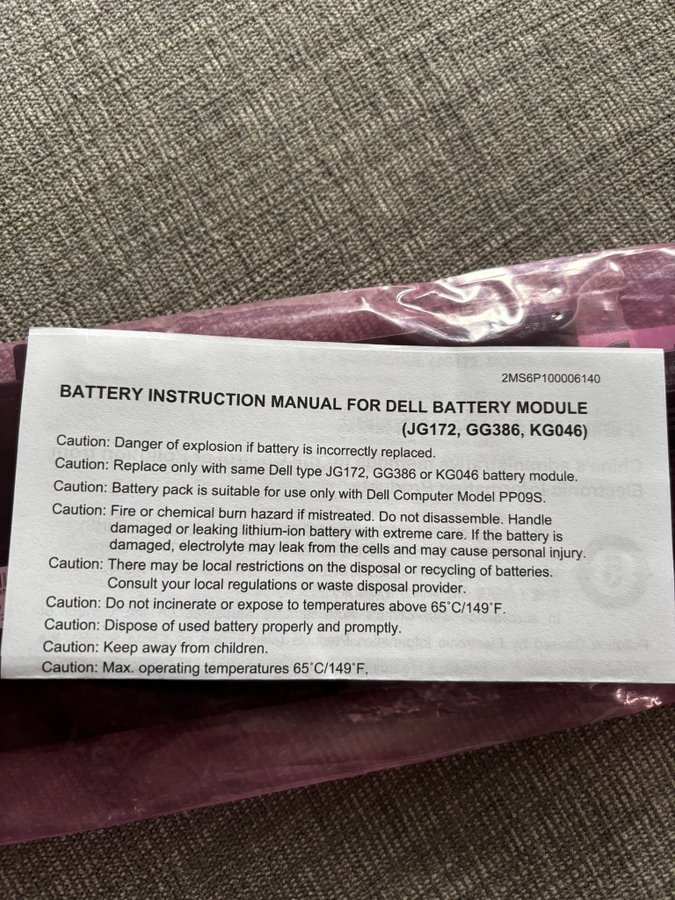 2MS6P100006140
BATTERY INSTRUCTION MANUAL FOR DELL BATTERY MODULE
(JG172, GG386, KG046)
Caution: Danger of explosion if battery is incorrectly replaced.
Caution: Replace only with same Dell type JG172, GG386 or KG046 battery module.
Caution: Battery pack is suitable for use only with Dell Computer Model PP09S.
Caution: Fire or chemical burn hazard if mistreated. Do not disassemble. Handle
damaged or leaking lithium-ion battery with extreme care. If the battery is
damaged, electrolyte may leak from the cells and may cause personal injury.
Caution: There may be local restrictions on the disposal or recycling of batteries.
Consult your local regulations or waste disposal provider.
Caution: Do not incinerate or expose to temperatures above 65°C/149°F.
Caution: Dispose of used battery properly and promptly.
Caution: Keep away from children.
Caution: Max. operating temperatures 65°C/149°F.